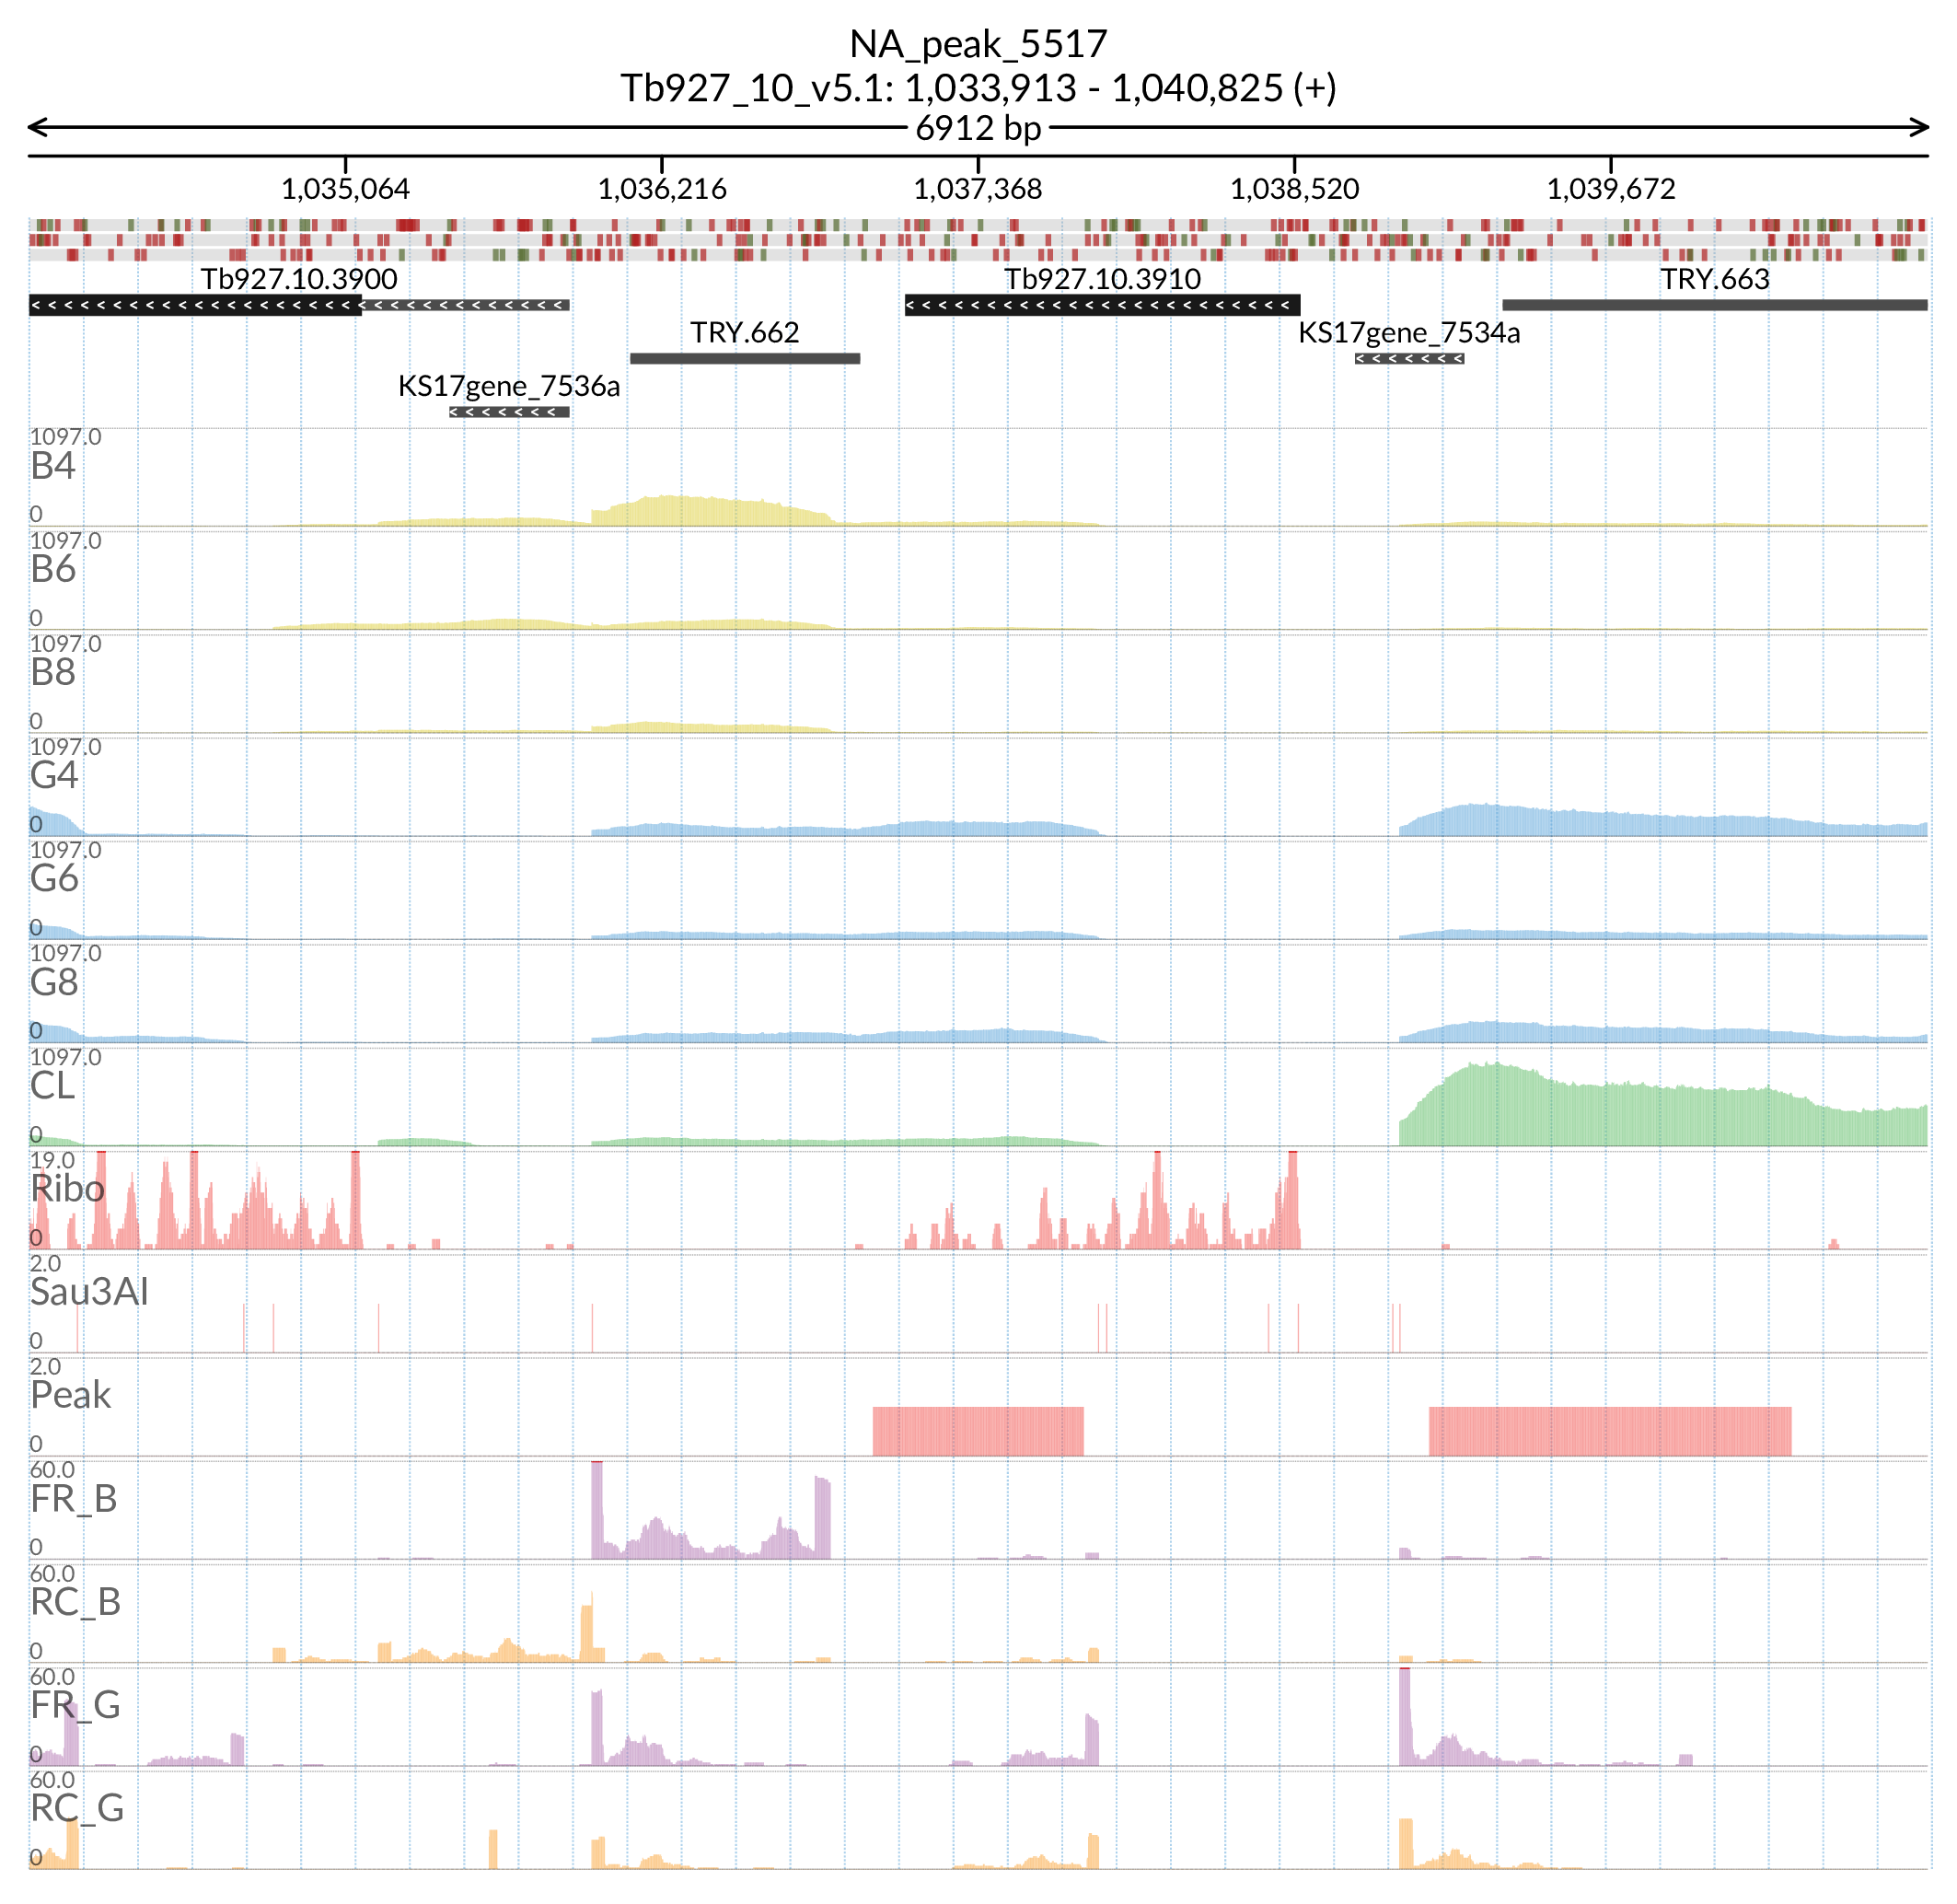 NA_peak_5517
Tb927_10_v5.1: 1,033,913 - 1,040,825 (+)
6912 bp
1,035,064 1,036,216 1,037,368 1,038,520 1,039,672
Tb927.10.3900 Tb927.10.3910 TRY.663
TRY.662 KS17gene_7534a
KS17gene_7536a
1097.0
B4
0
1097.0
B6
0
1097.0
B8
0
1097.0
G4
0
1097.0
G6
0
1097.0
G8
0
1097.0
CL
0
19.0
Ribo
0
2.0
Sau3AI
0
2.0
Peak
0
60.0
FR_B
0
60.0
RC_B
0
60.0
FR_G
0
60.0
RC_G
0